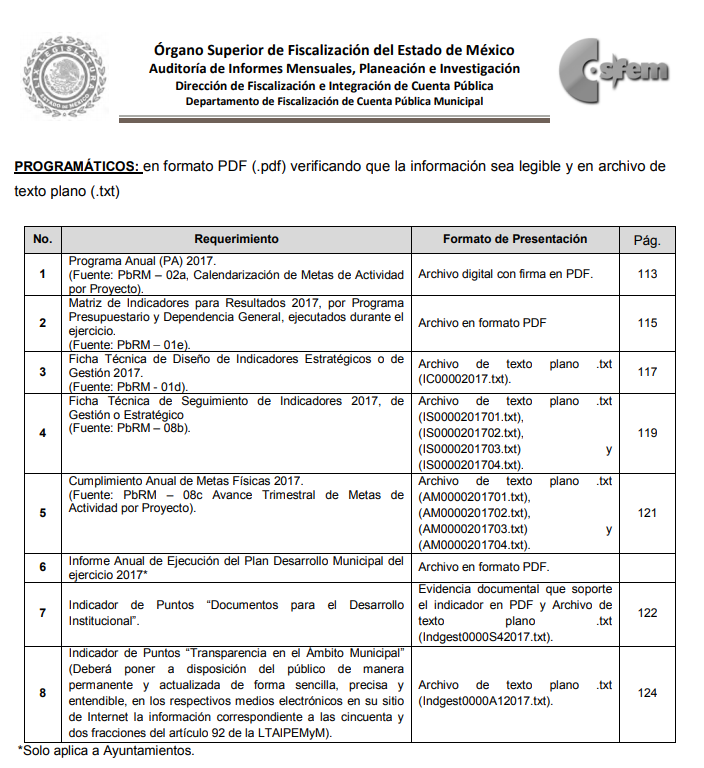 Órgano Superior de Fiscalización del Estado de México
Auditoría de Informes Mensuales, Planeación e Investigación
Dirección de Fiscalización e Integración de Cuenta Pública
Departamento de Fiscalización de Cuenta Pública Municipal
LIX LEGISLATURA
ESTADO DE MÉXICO
Osfem
PROGRAMÁTICOS: en formato PDF (.pdf) verificando que la información sea legible y en archivo de
texto plano (.txt)
No. Requerimiento Formato de Presentación Pág.
1
Programa Anual (PA) 2017.
(Fuente: PbRM – 02a, Calendarización de Metas de Actividad
por Proyecto).
Archivo digital con firma en PDF.
113
2
Matriz de Indicadores para Resultados 2017, por Programa
Presupuestario y Dependencia General, ejecutados durante el
ejercicio.
(Fuente: PbRM – 01e).
Archivo en formato PDF
115
3
Ficha Técnica de Diseño de Indicadores Estratégicos o de
Gestión 2017.
(Fuente: PbRM - 01d).
Archivo de texto plano .txt
(IC00002017.txt).
117
4
Ficha Técnica de Seguimiento de Indicadores 2017, de
Gestión o Estratégico
(Fuente: PbRM – 08b).
Archivo de texto plano .txt
(IS0000201701.txt),
(IS0000201702.txt),
(IS0000201703.txt) y
(IS0000201704.txt).
119
5
Cumplimiento Anual de Metas Físicas 2017.
(Fuente: PbRM – 08c Avance Trimestral de Metas de
Actividad por Proyecto).
Archivo de texto plano .txt
(AM0000201701.txt),
(AM0000201702.txt),
(AM0000201703.txt) y
(AM0000201704.txt).
121
6
Informe Anual de Ejecución del Plan Desarrollo Municipal del
ejercicio 2017*
Archivo en formato PDF.
7
Indicador de Puntos “Documentos para el Desarrollo
Institucional”.
Evidencia documental que soporte
el indicador en PDF y Archivo de
texto plano .txt
(Indgest0000S42017.txt).
122
8
Indicador de Puntos “Transparencia en el Ámbito Municipal”
(Deberá poner a disposición del público de manera
permanente y actualizada de forma sencilla, precisa y
entendible, en los respectivos medios electrónicos en su sitio
de Internet la información correspondiente a las cincuenta y
dos fracciones del artículo 92 de la LTAIPEMyM).
Archivo de texto plano .txt
(Indgest0000A12017.txt).
124
*Solo aplica a Ayuntamientos.